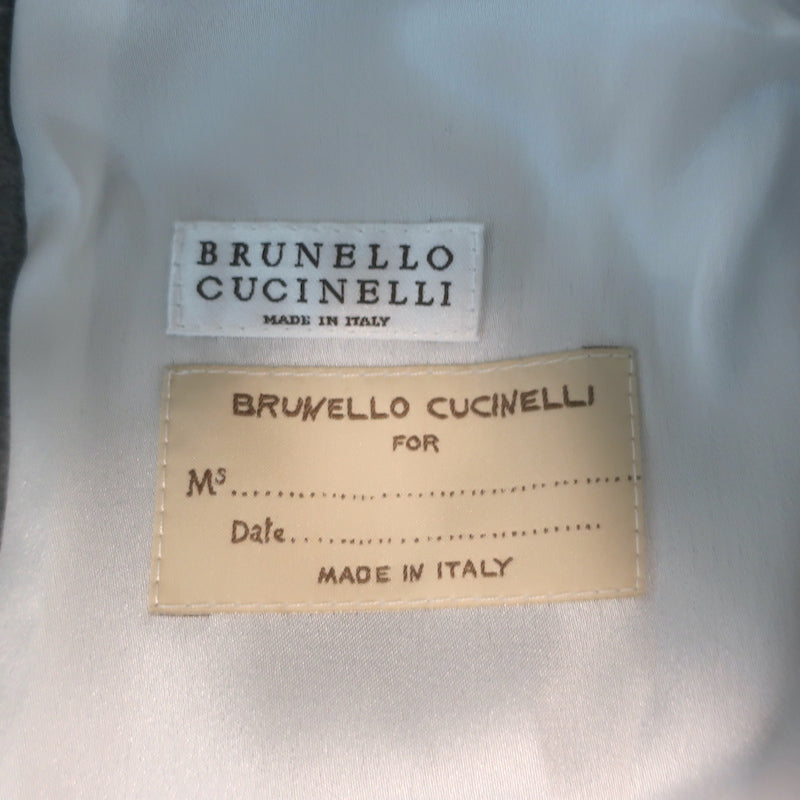 BRUNELLO
CUCINELLI
MADE IN ITALY
BRUNELLO CUCINELLI
FOR
Ms..............................................
Date....................................
MADE IN ITALY